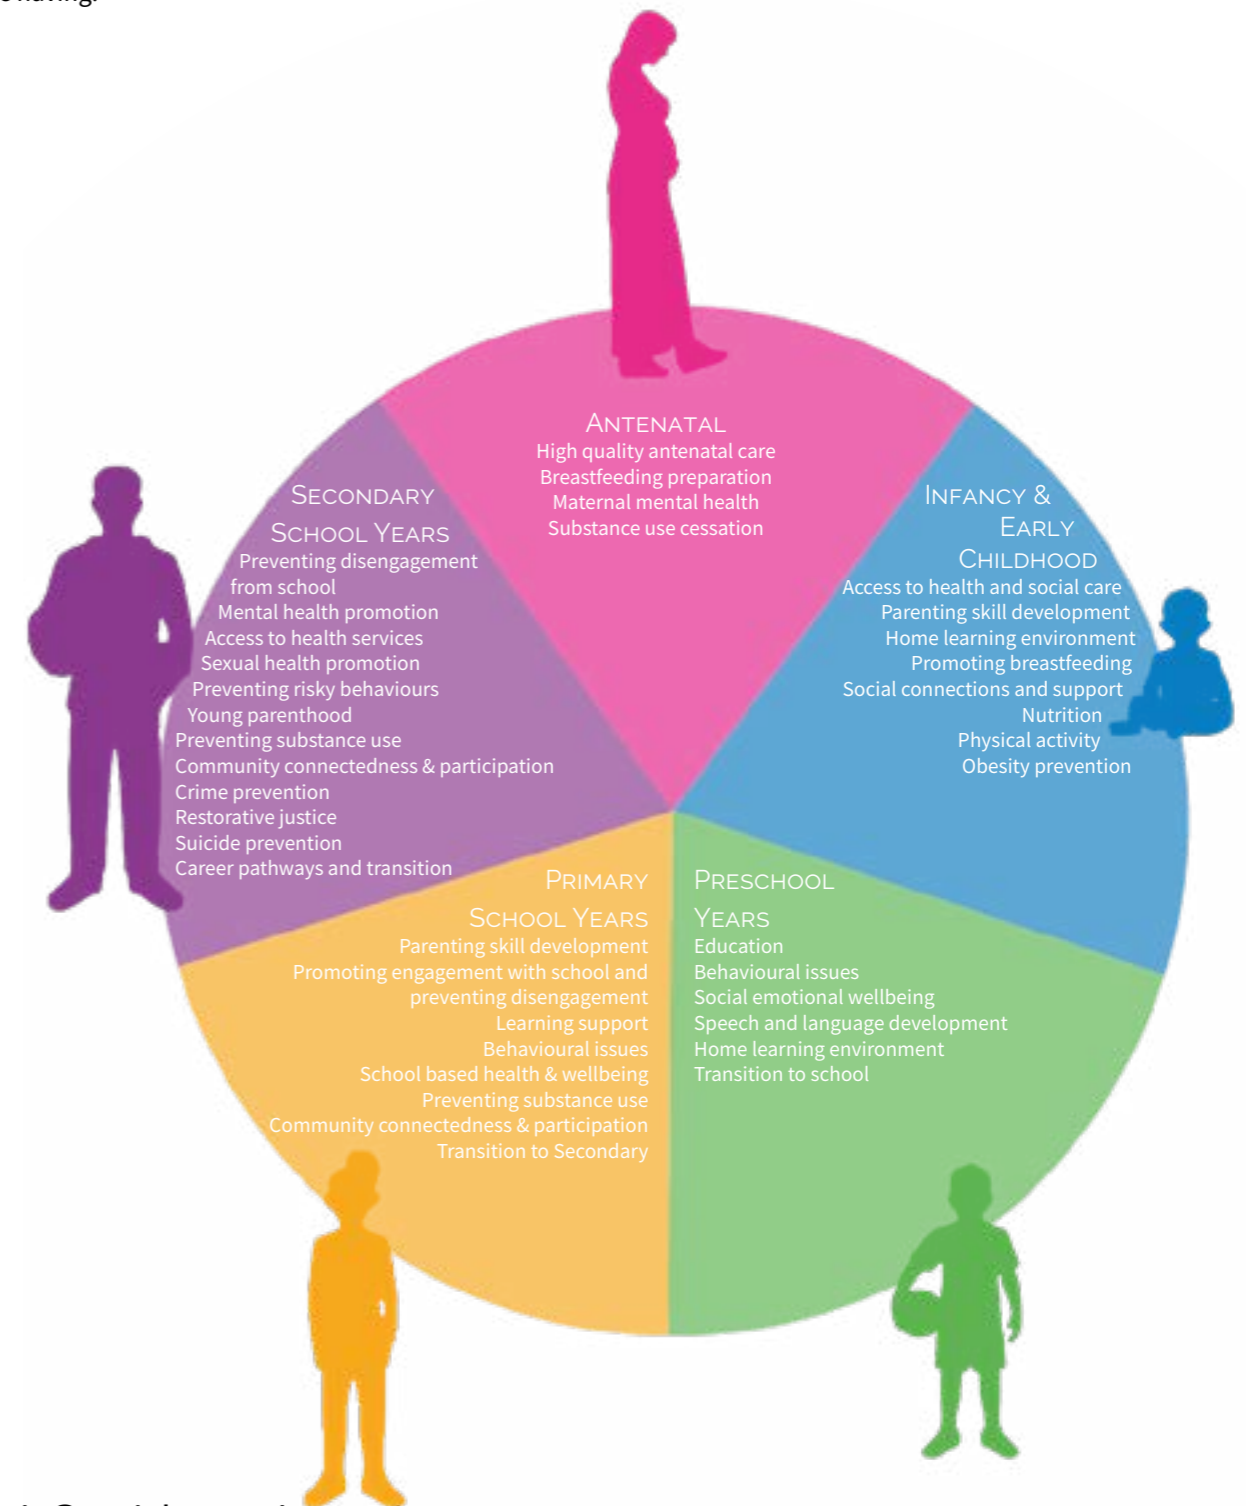 ANTENATAL
High quality antenatal care
Breastfeeding preparation
Maternal mental health
Substance use cessation
INFANCY &
EARLY
CHILDHOOD
Access to health and social care
Parenting skill development
Home learning environment
Promoting breastfeeding
Social connections and support
Nutrition
Physical activity
Obesity prevention
PRESCHOOL
YEARS
Education
Behavioural issues
Social emotional wellbeing
Speech and language development
Home learning environment
Transition to school
PRIMARY
SCHOOL YEARS
Parenting skill development
Promoting engagement with school and
preventing disengagement
Learning support
Behavioural issues
School based health & wellbeing
Preventing substance use
Community connectedness & participation
Transition to Secondary
SECONDARY
SCHOOL YEARS
Preventing disengagement
from school
Mental health promotion
Access to health services
Sexual health promotion
Preventing risky behaviours
Young parenthood
Preventing substance use
Community connectedness & participation
Crime prevention
Restorative justice
Suicide prevention
Career pathways and transition